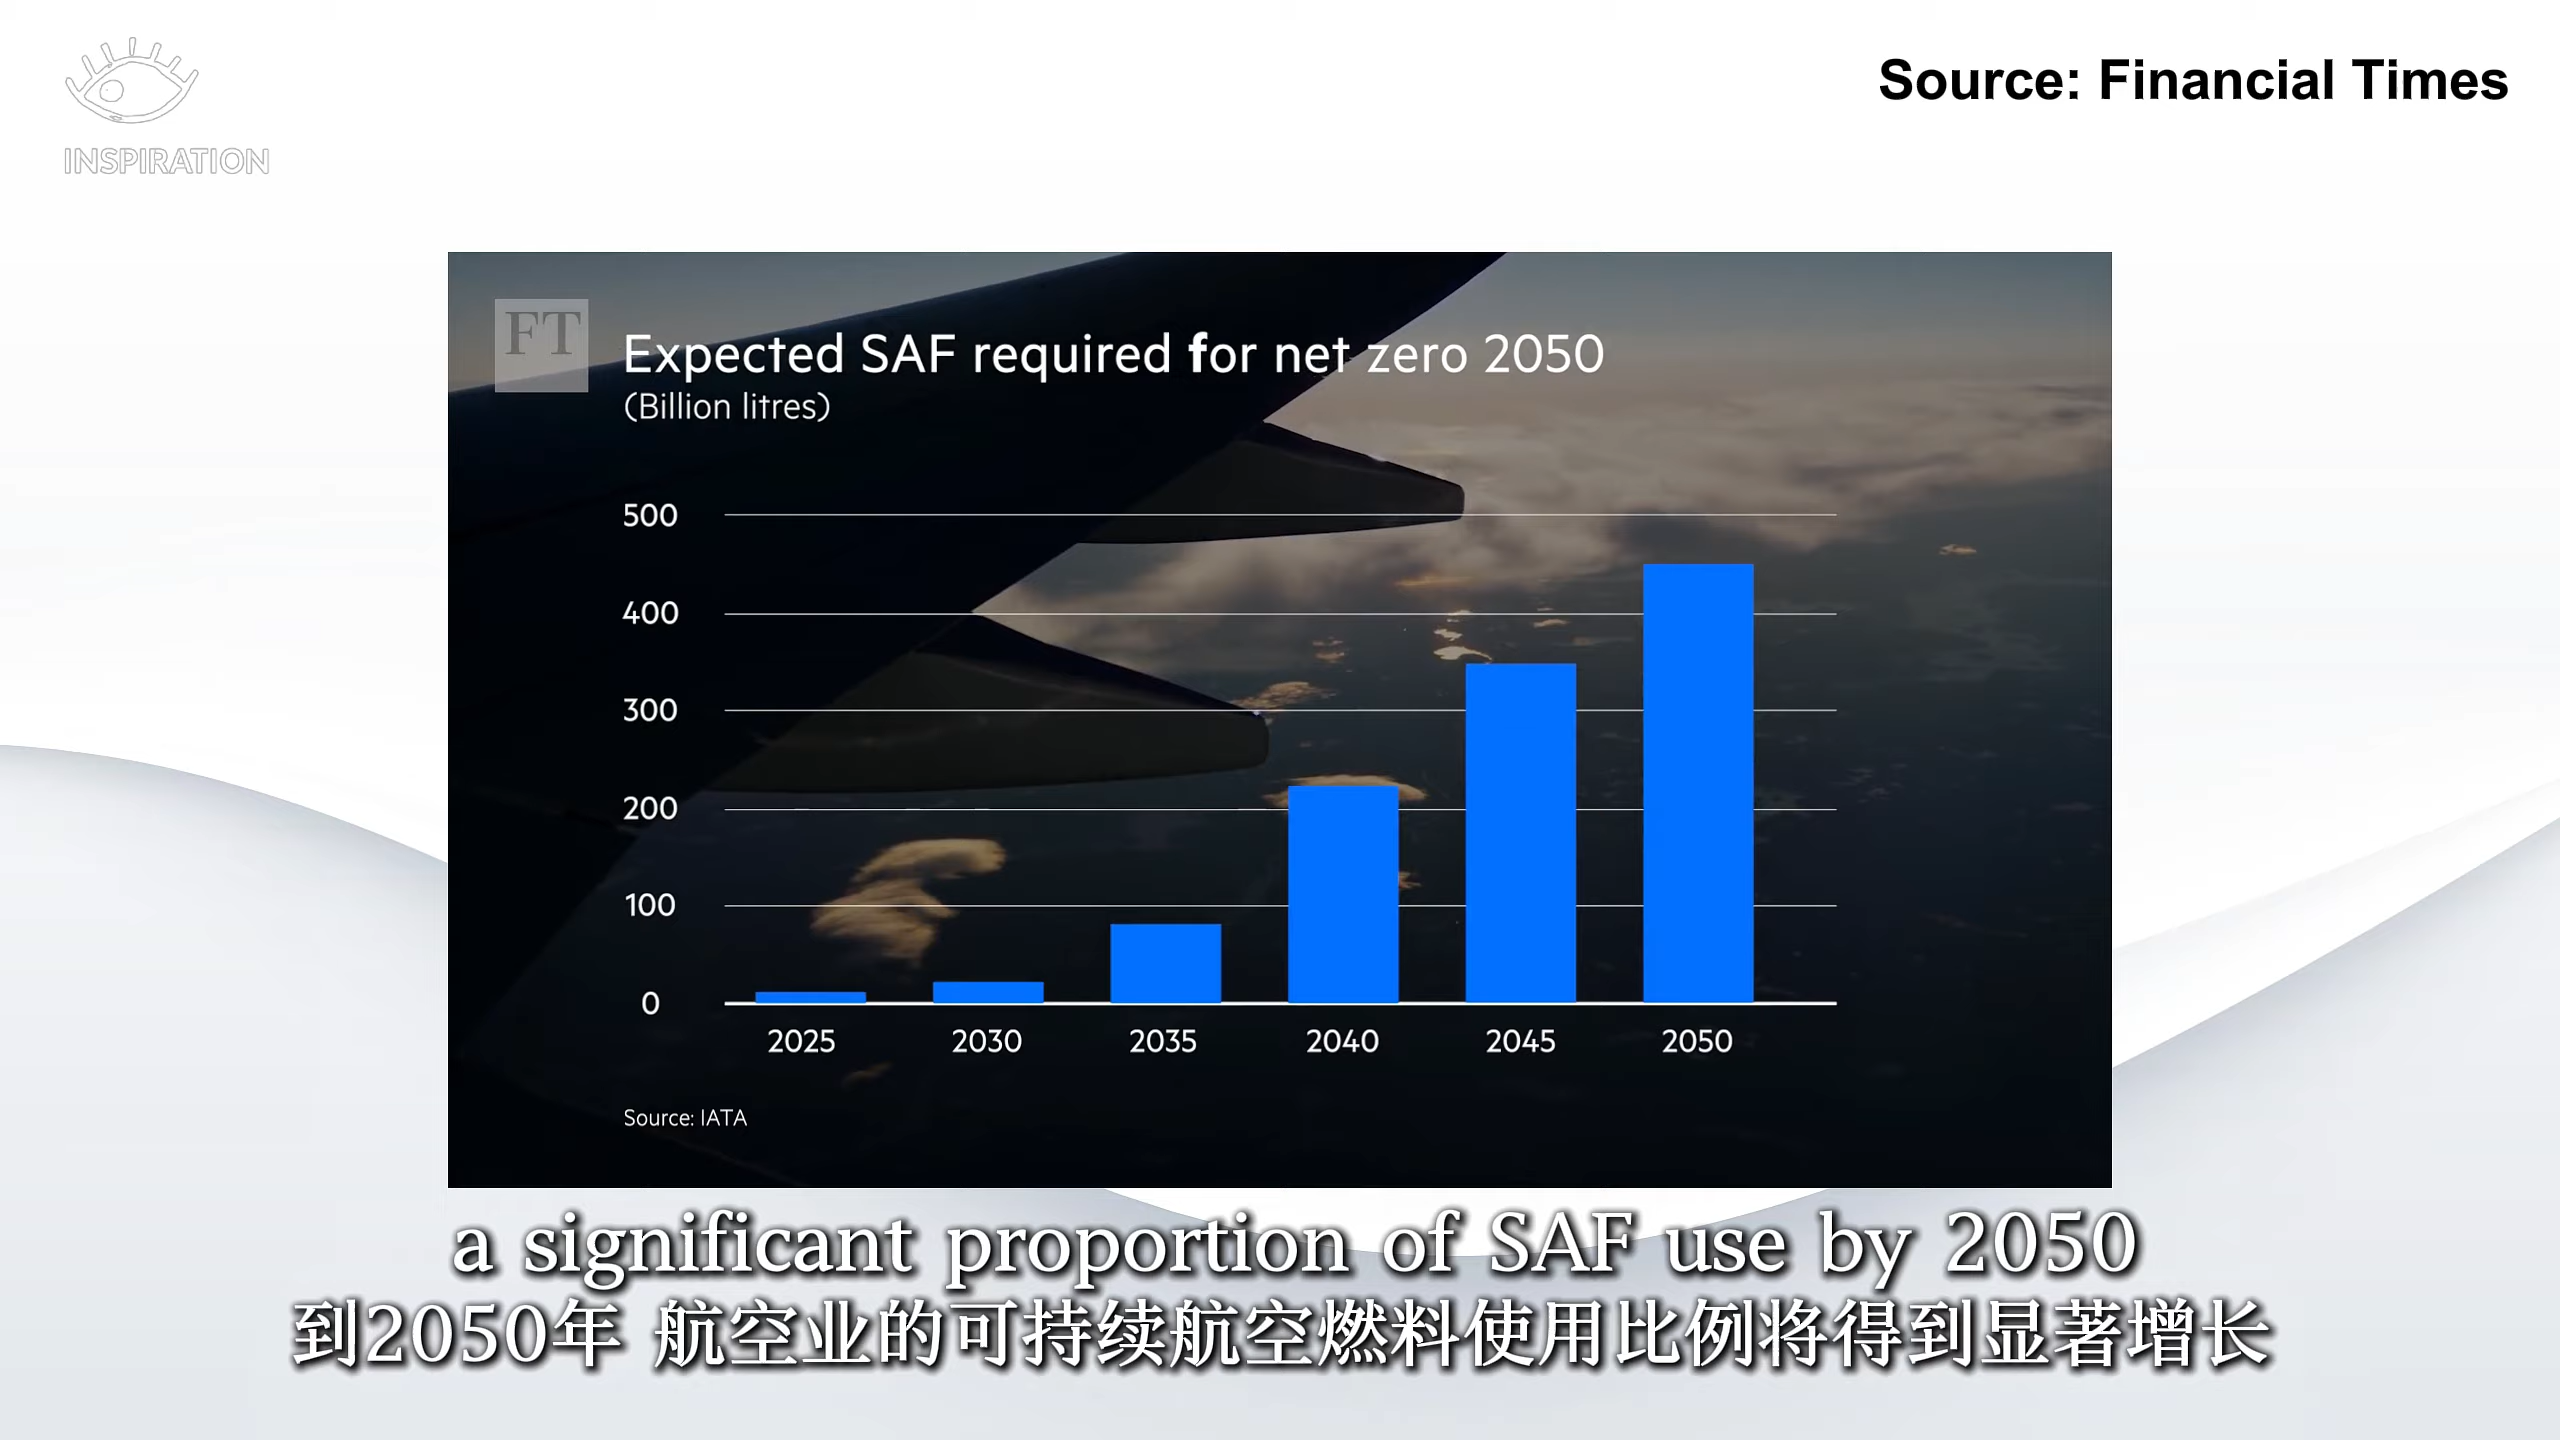 INSPIRATION
Source: Financial Times
FT
Expected SAF required for net zero 2050
(Billion litres)
500
400
300
200
100
0
2025 2030 2035 2040 2045 2050
Source: IATA
a significant proportion of SAF use by 2050
到2050年 航空业的可持续航空燃料使用比例将得到显著增长